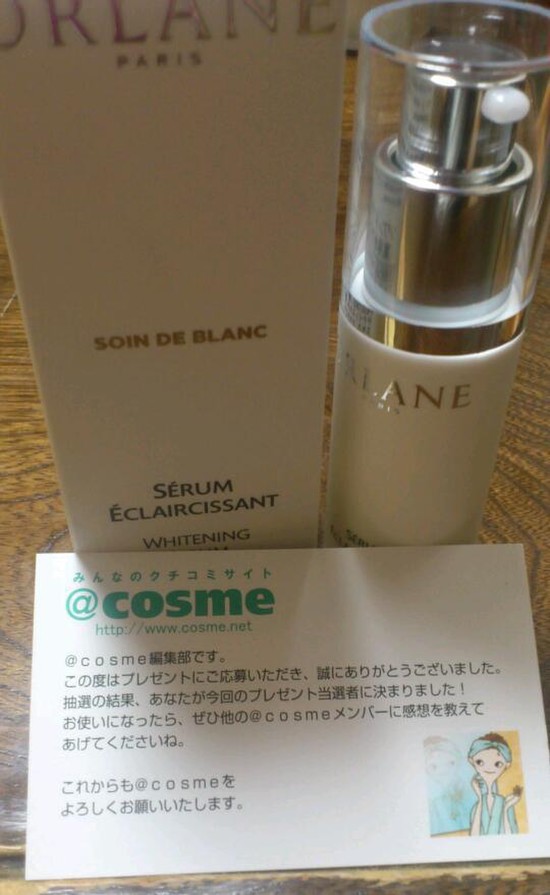 ORLANE
PARIS
SOIN DE BLANC
SÉRUM
ÉCLAIRCISSANT
WHITENING
ORLANE
PARIS
SÉRUM
みんなのクチコミサイト
@cosme
http://www.cosme.net
@cosme編集部です。
この度はプレゼントにご応募いただき、誠にありがとうございました。
抽選の結果、あなたが今回のプレゼント当選者に決まりました！
お使いになったら、ぜひ他の@cosmeメンバーに感想を教えて
あげてくださいね。
これからも@cosmeを
よろしくお願いいたします。